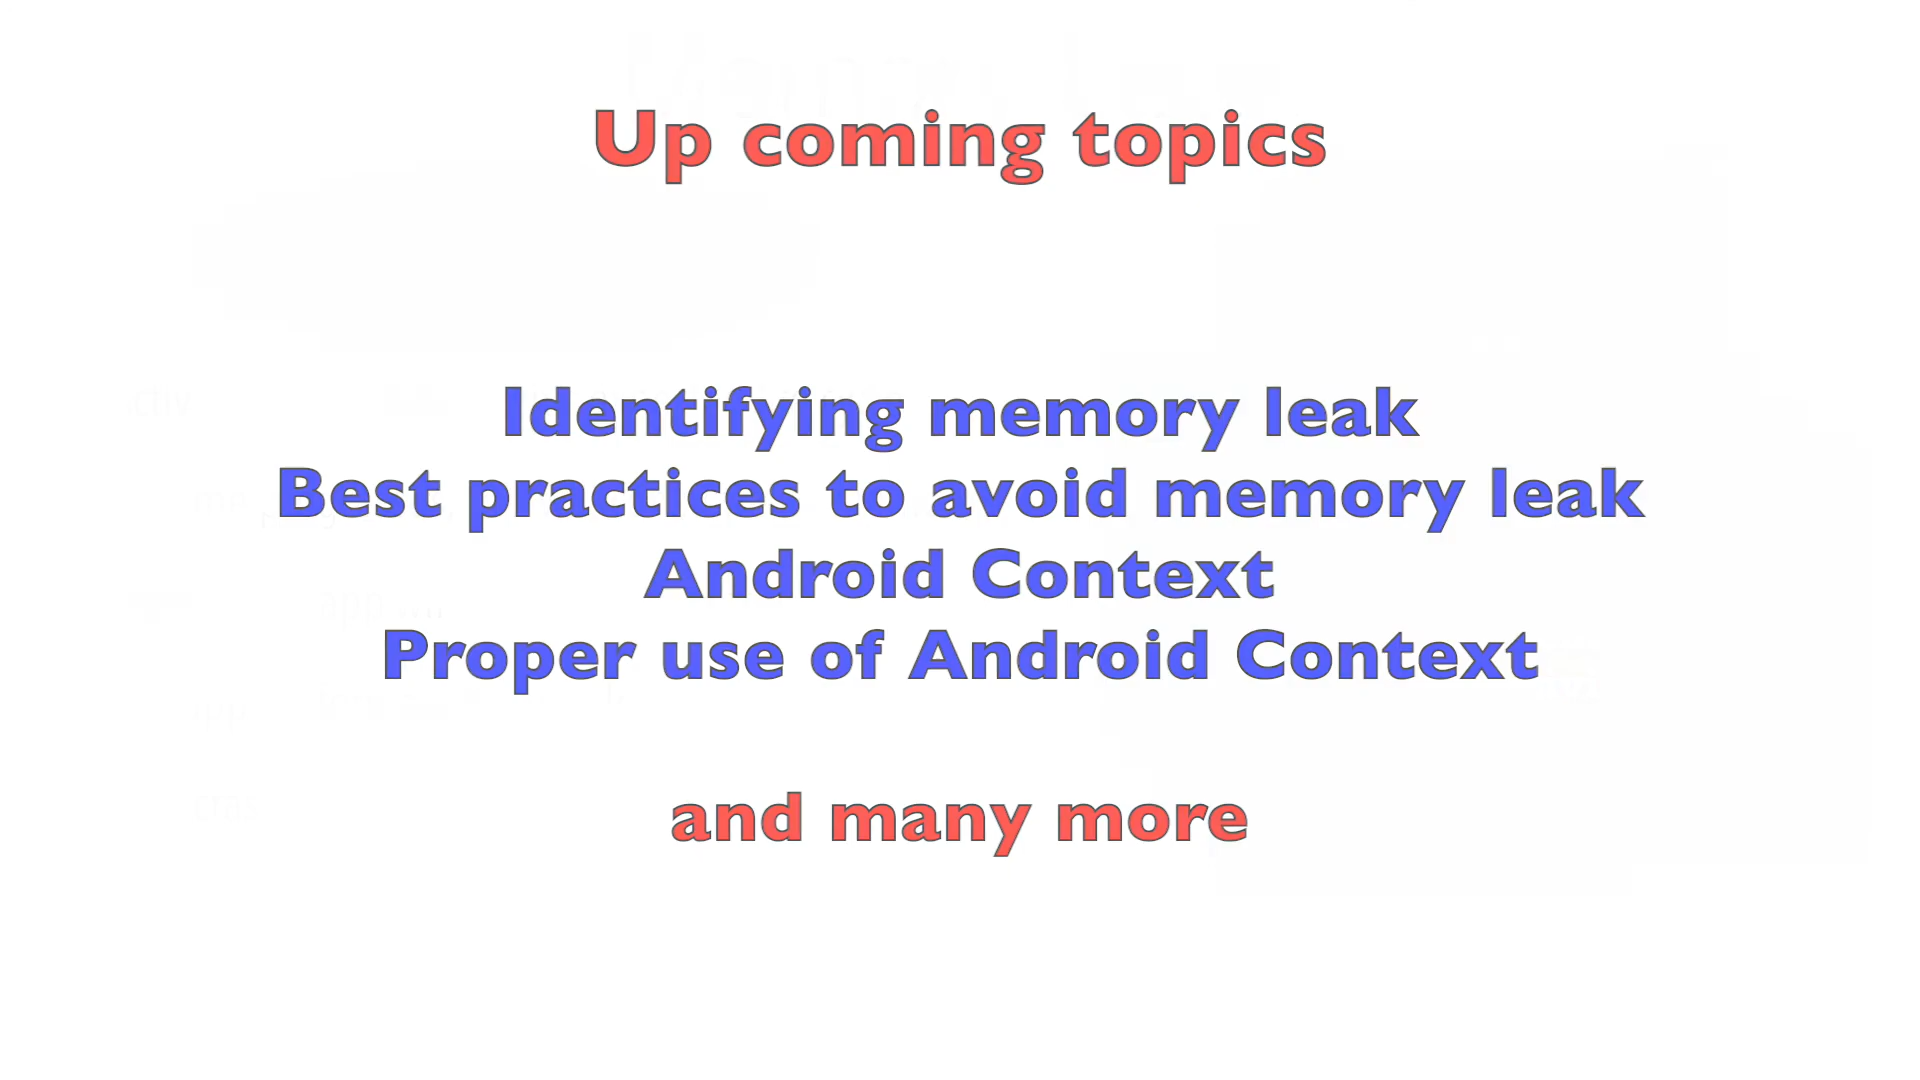 Up coming topics
Identifying memory leak
Best practices to avoid memory leak
Android Context
Proper use of Android Context
and many more